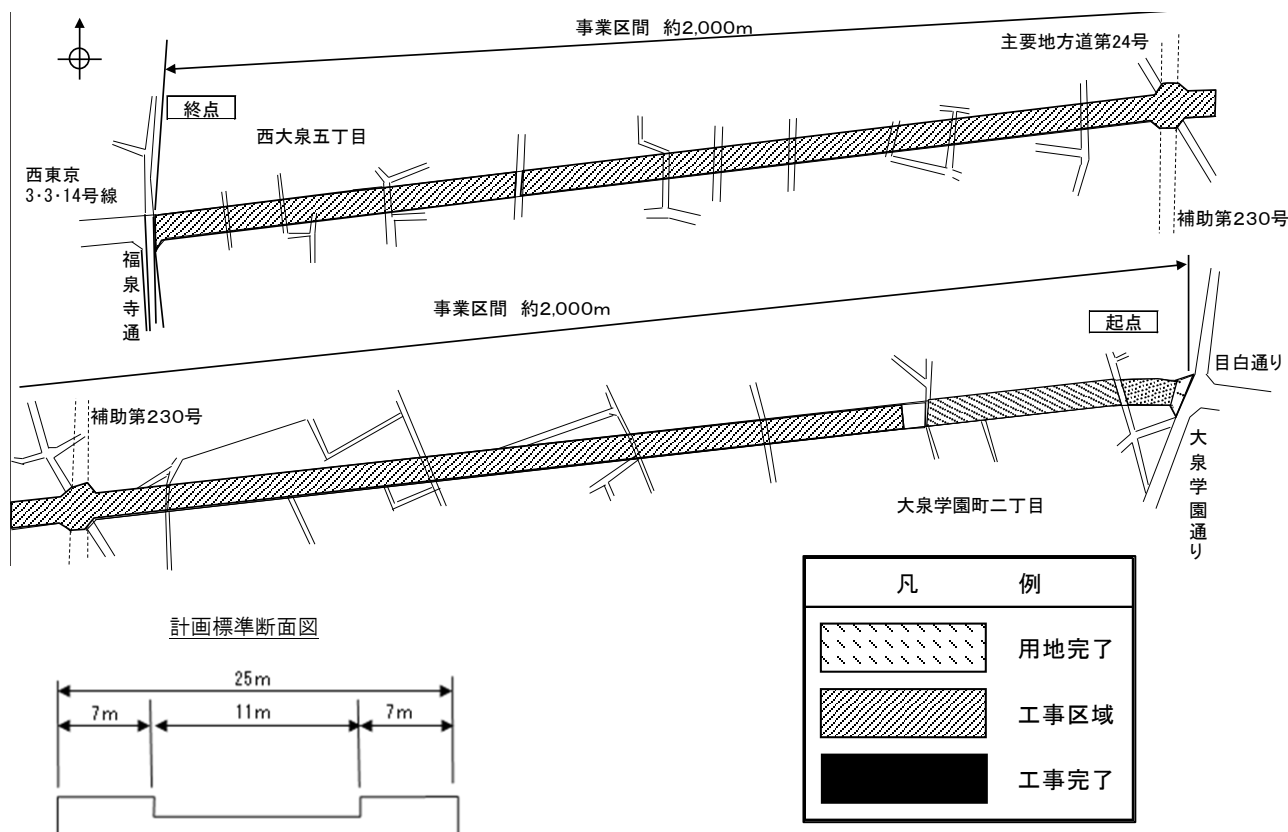 事業区間 約2,000m
主要地方道第24号
終点
西大泉五丁目
西東京
3・3・14号線
補助第230号
福泉寺通
事業区間 約2,000m
起点
目白通り
補助第230号
大泉学園通り
大泉学園町二丁目
凡 例
用地完了
工事区域
工事完了
計画標準断面図
25m
7m
11m
7m